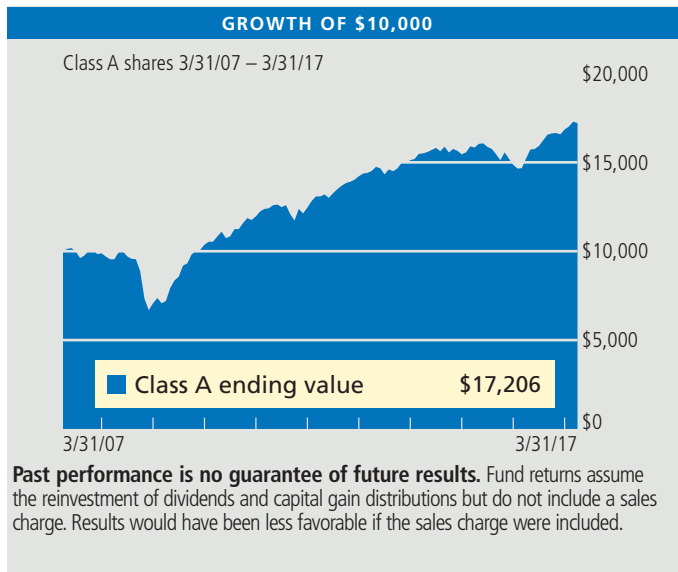 GROWTH OF $10,000
Class A shares 3/31/07 – 3/31/17
$20,000
$15,000
$10,000
$5,000
Class A ending value $17,206
$0
3/31/07 3/31/17
Past performance is no guarantee of future results. Fund returns assume
the reinvestment of dividends and capital gain distributions but do not include a sales
charge. Results would have been less favorable if the sales charge were included.